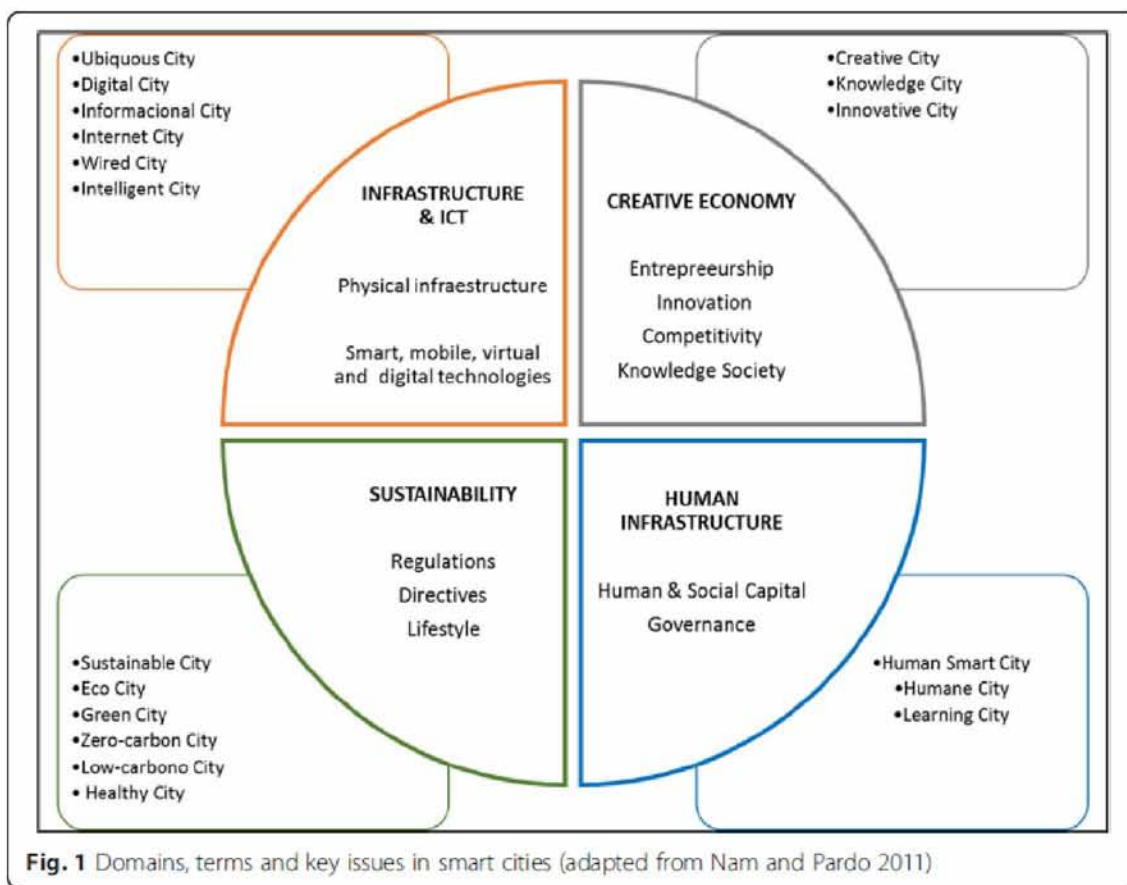 •Ubiquous City
•Digital City
•Informacional City
•Internet City
•Wired City
•Intelligent City
•Creative City
•Knowledge City
•Innovative City
INFRASTRUCTURE
& ICT
Physical infraestructure
Smart, mobile, virtual
and digital technologies
CREATIVE ECONOMY
Entrepreeurship
Innovation
Competitivity
Knowledge Society
SUSTAINABILITY
Regulations
Directives
Lifestyle
HUMAN
INFRASTRUCTURE
Human & Social Capital
Governance
•Sustainable City
•Eco City
•Green City
•Zero-carbon City
•Low-carbono City
• Healthy City
•Human Smart City
•Humane City
•Learning City
Fig. 1 Domains, terms and key issues in smart cities (adapted from Nam and Pardo 2011)